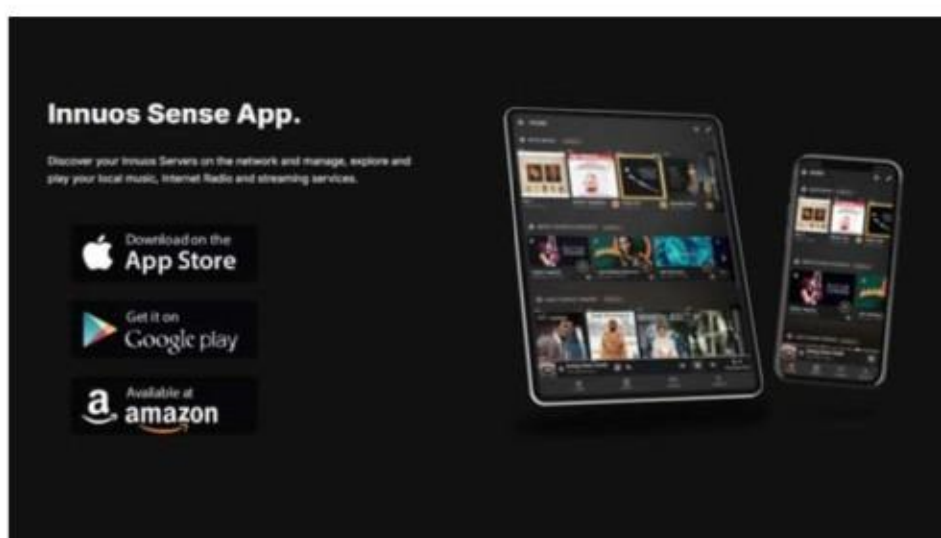 Innuos Sense App.
Discover your Innuos Servers on the network and manage, explore and
play your local music, Internet Radio and streaming services.
Download on the
App Store
Get it on
Google play
a
Available at
amazon